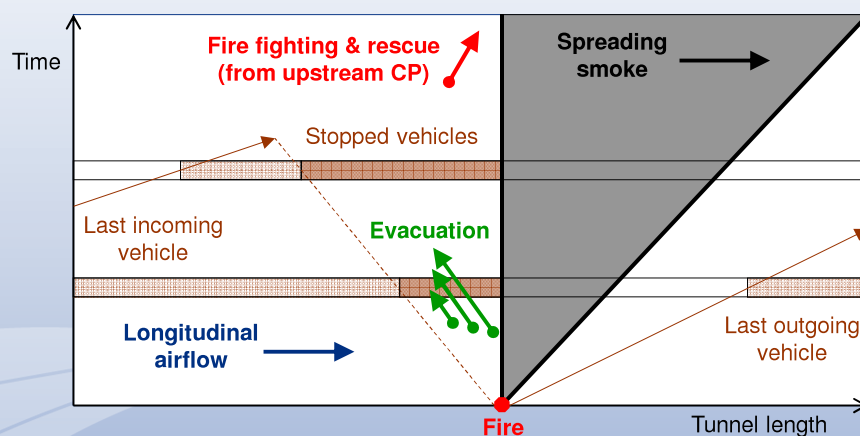 Time
Fire fighting & rescue
(from upstream CP)
Spreading
smoke
Stopped vehicles
Last incoming
vehicle
Evacuation
Longitudinal
airflow
Last outgoing
vehicle
Fire
Tunnel length